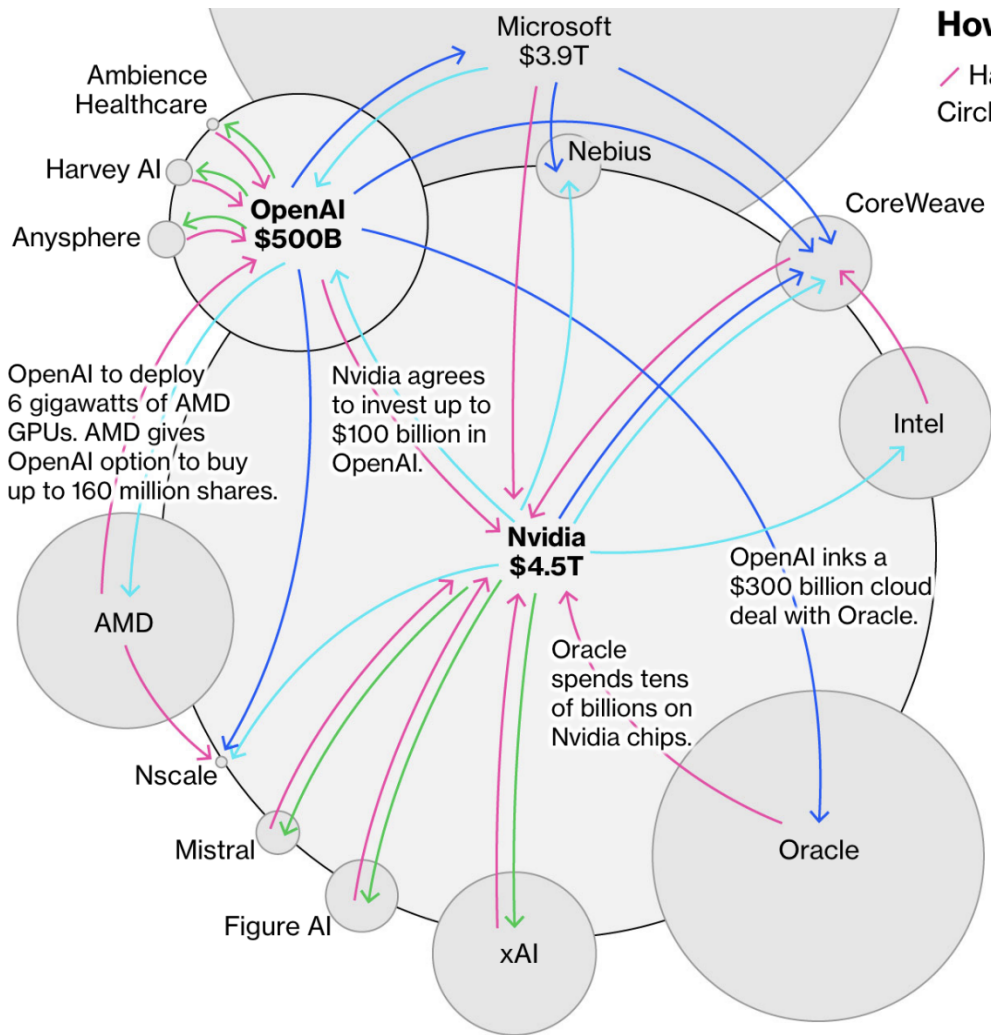 How
Microsoft
$3.9T
Ha
Circl
Ambience
Healthcare
Harvey AI
Nebius
Anysphere
OpenAI
$500B
CoreWeave
OpenAI to deploy
6 gigawatts of AMD
GPUs. AMD gives
OpenAI option to buy
up to 160 million shares.
Nvidia agrees
to invest up to
$100 billion in
OpenAI.
Intel
Nvidia
$4.5T
OpenAI inks a
$300 billion cloud
deal with Oracle.
AMD
Oracle
spends tens
of billions on
Nvidia chips.
Nscale
Mistral
Oracle
Figure AI
xAI